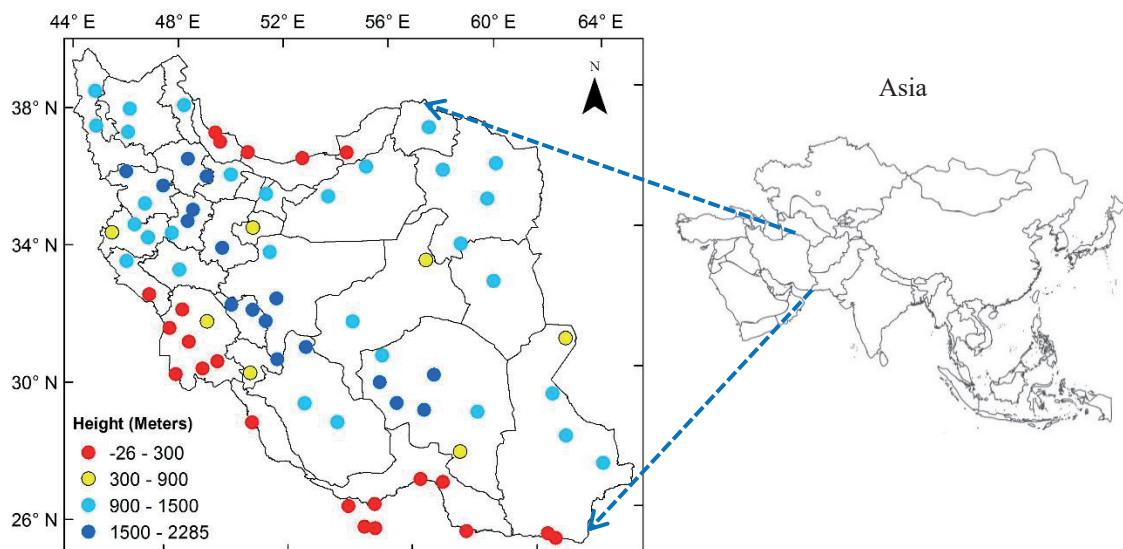 44° E 48° E 52° E 56° E 60° E 64° E
N
Asia
38° N
34° N
30° N
26° N
Height (Meters)
-26 - 300
300 - 900
900 - 1500
1500 - 2285